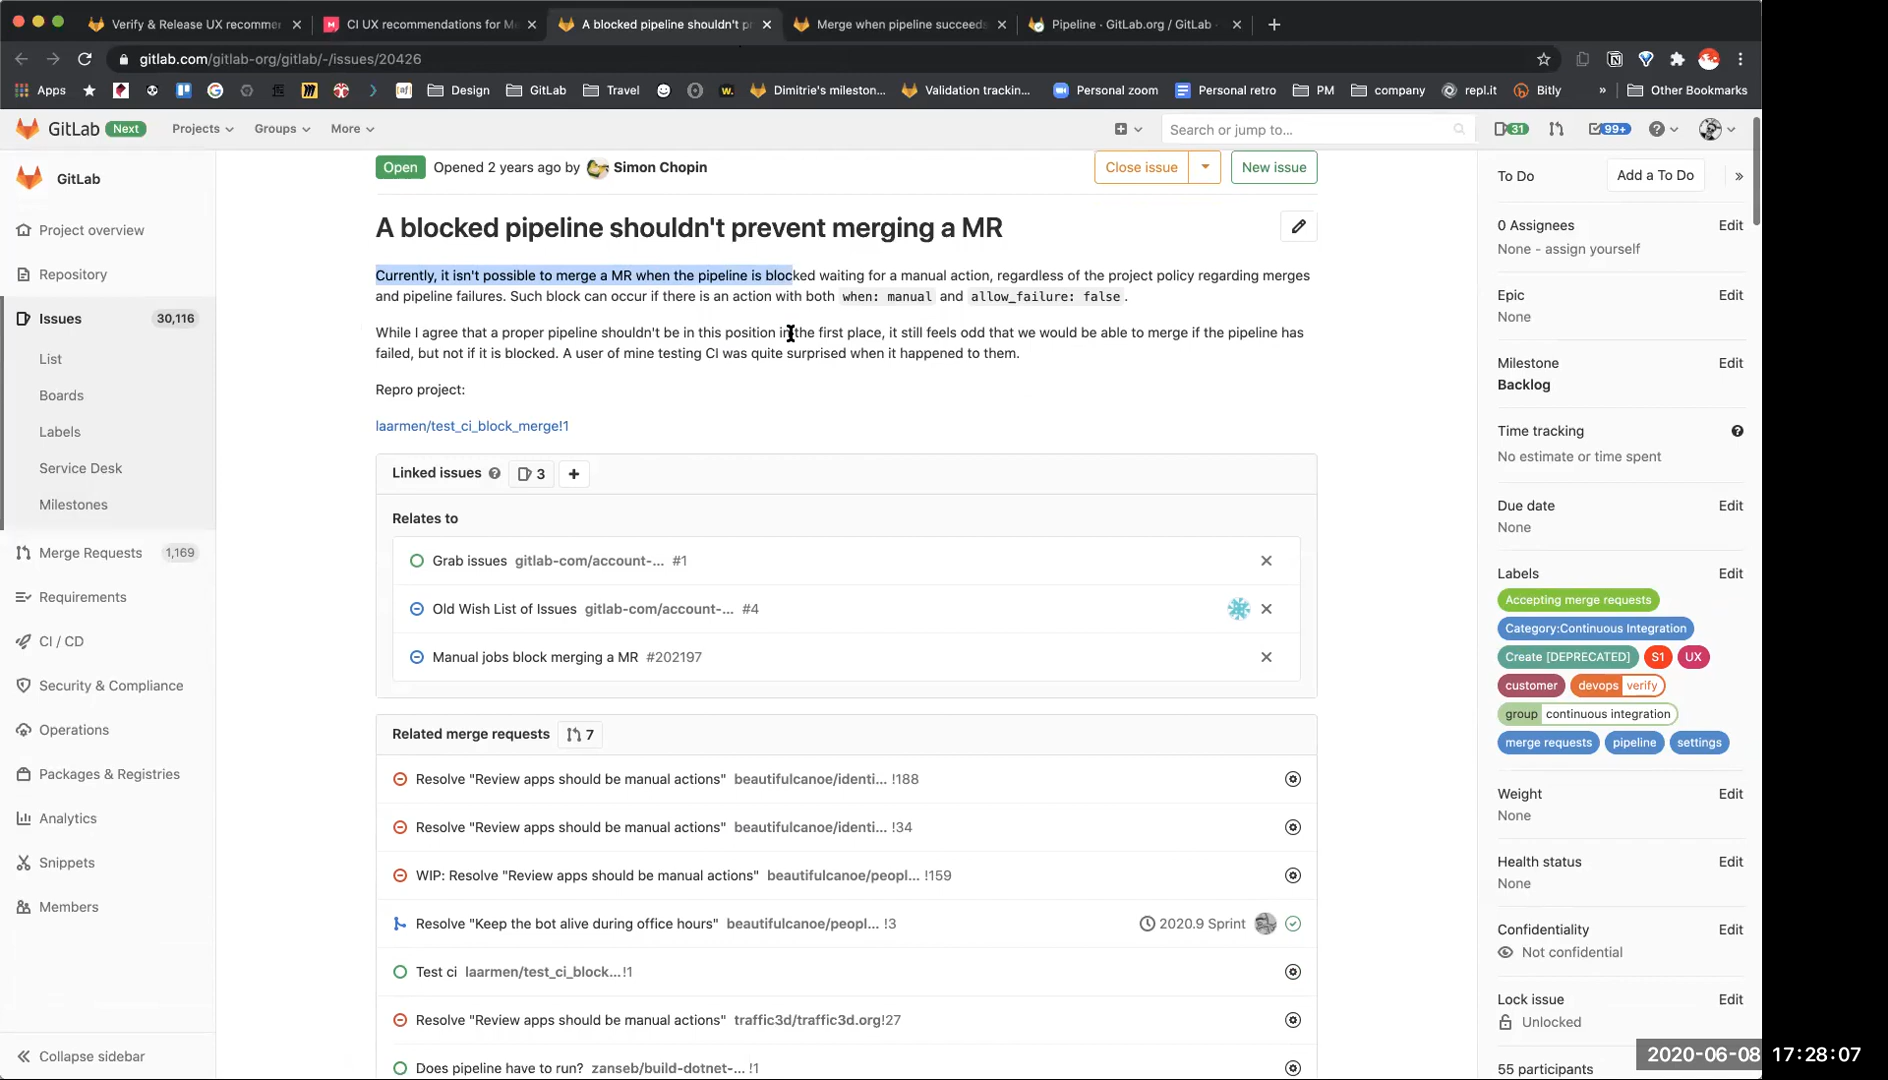 Verify & Release UX recommer
CI UX recommendations for M
A blocked pipeline shouldn't pr
Merge when pipeline succeeds
Pipeline · GitLab.org / GitLab ·
gitlab.com/gitlab-org/gitlab/-/issues/20426
Apps
Design
GitLab
Travel
Dimitrie's mileston...
Validation trackin...
Personal zoom
Personal retro
PM
company
repl.it
Bitly
»
Other Bookmarks
GitLab Next
Projects
Groups
More
Search or jump to...
31
99+
GitLab
Project overview
Repository
Issues 30,116
List
Boards
Labels
Service Desk
Milestones
Merge Requests 1,169
Requirements
CI / CD
Security & Compliance
Operations
Packages & Registries
Analytics
Snippets
Members
Collapse sidebar
Open Opened 2 years ago by Simon Chopin
Close issue
New issue
A blocked pipeline shouldn't prevent merging a MR
Currently, it isn't possible to merge a MR when the pipeline is blocked waiting for a manual action, regardless of the project policy regarding merges
and pipeline failures. Such block can occur if there is an action with both when: manual and allow_failure: false.
While I agree that a proper pipeline shouldn't be in this position in the first place, it still feels odd that we would be able to merge if the pipeline has
failed, but not if it is blocked. A user of mine testing CI was quite surprised when it happened to them.
Repro project:
laarmen/test_ci_block_merge!1
Linked issues 3
Relates to
Grab issues gitlab-com/account-... #1
Old Wish List of Issues gitlab-com/account-... #4
Manual jobs block merging a MR #202197
Related merge requests 7
Resolve "Review apps should be manual actions" beautifulcanoe/identi... !188
Resolve "Review apps should be manual actions" beautifulcanoe/identi... !34
WIP: Resolve "Review apps should be manual actions" beautifulcanoe/peopl... !159
Resolve "Keep the bot alive during office hours" beautifulcanoe/peopl... !3 2020.9 Sprint
Test ci laarmen/test_ci_block... !1
Resolve "Review apps should be manual actions" traffic3d/traffic3d.org!27
Does pipeline have to run? zanseb/build-dotnet-... !1
To Do
Add a To Do
»
0 Assignees Edit
None - assign yourself
Epic Edit
None
Milestone Edit
Backlog
Time tracking
No estimate or time spent
Due date Edit
None
Labels Edit
Accepting merge requests
Category:Continuous Integration
Create [DEPRECATED] S1 UX
customer devops verify
group continuous integration
merge requests pipeline settings
Weight Edit
None
Health status Edit
None
Confidentiality Edit
Not confidential
Lock issue Edit
Unlocked
55 participants
2020-06-08 17:28:07